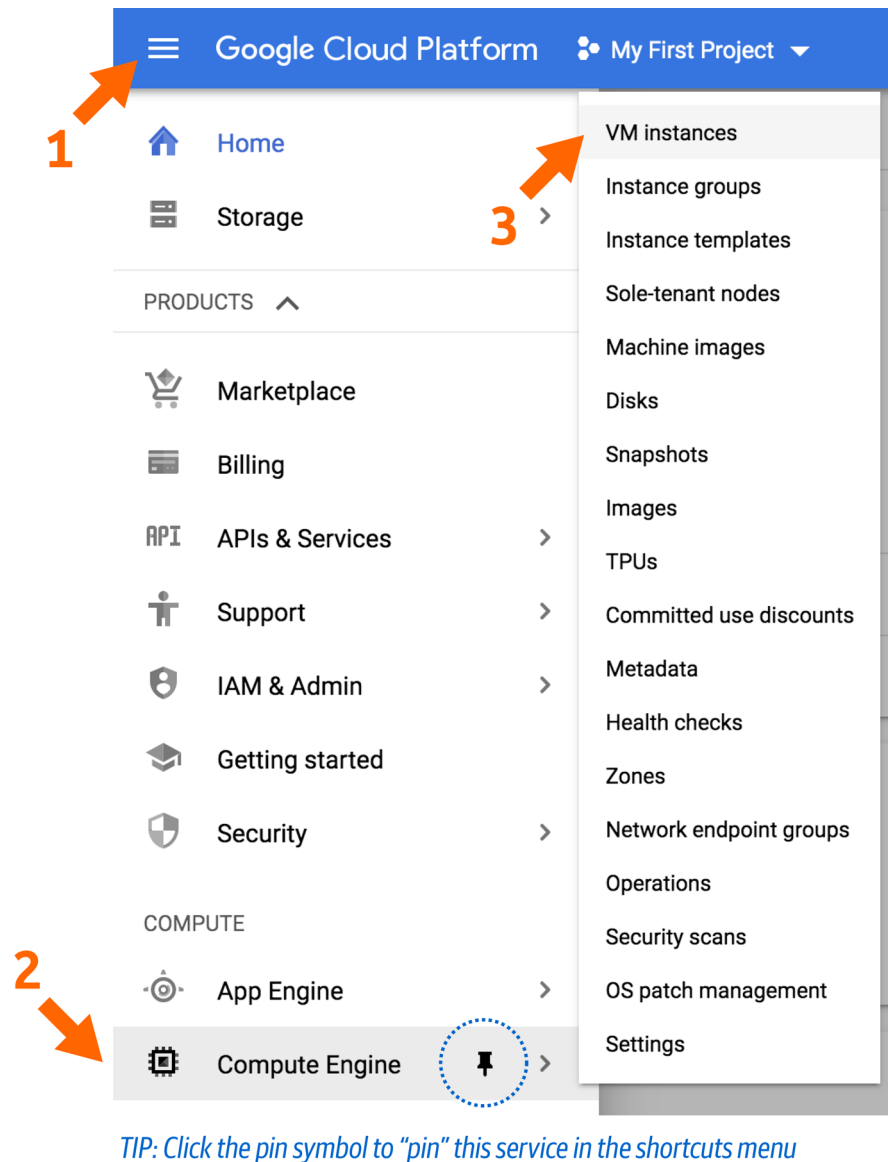 Google Cloud Platform My First Project
1
Home
Storage
PRODUCTS
Marketplace
Billing
API APIs & Services
Support
IAM & Admin
Getting started
Security
COMPUTE
App Engine
2
Compute Engine
3
VM instances
Instance groups
Instance templates
Sole-tenant nodes
Machine images
Disks
Snapshots
Images
TPUs
Committed use discounts
Metadata
Health checks
Zones
Network endpoint groups
Operations
Security scans
OS patch management
Settings
TIP: Click the pin symbol to “pin” this service in the shortcuts menu